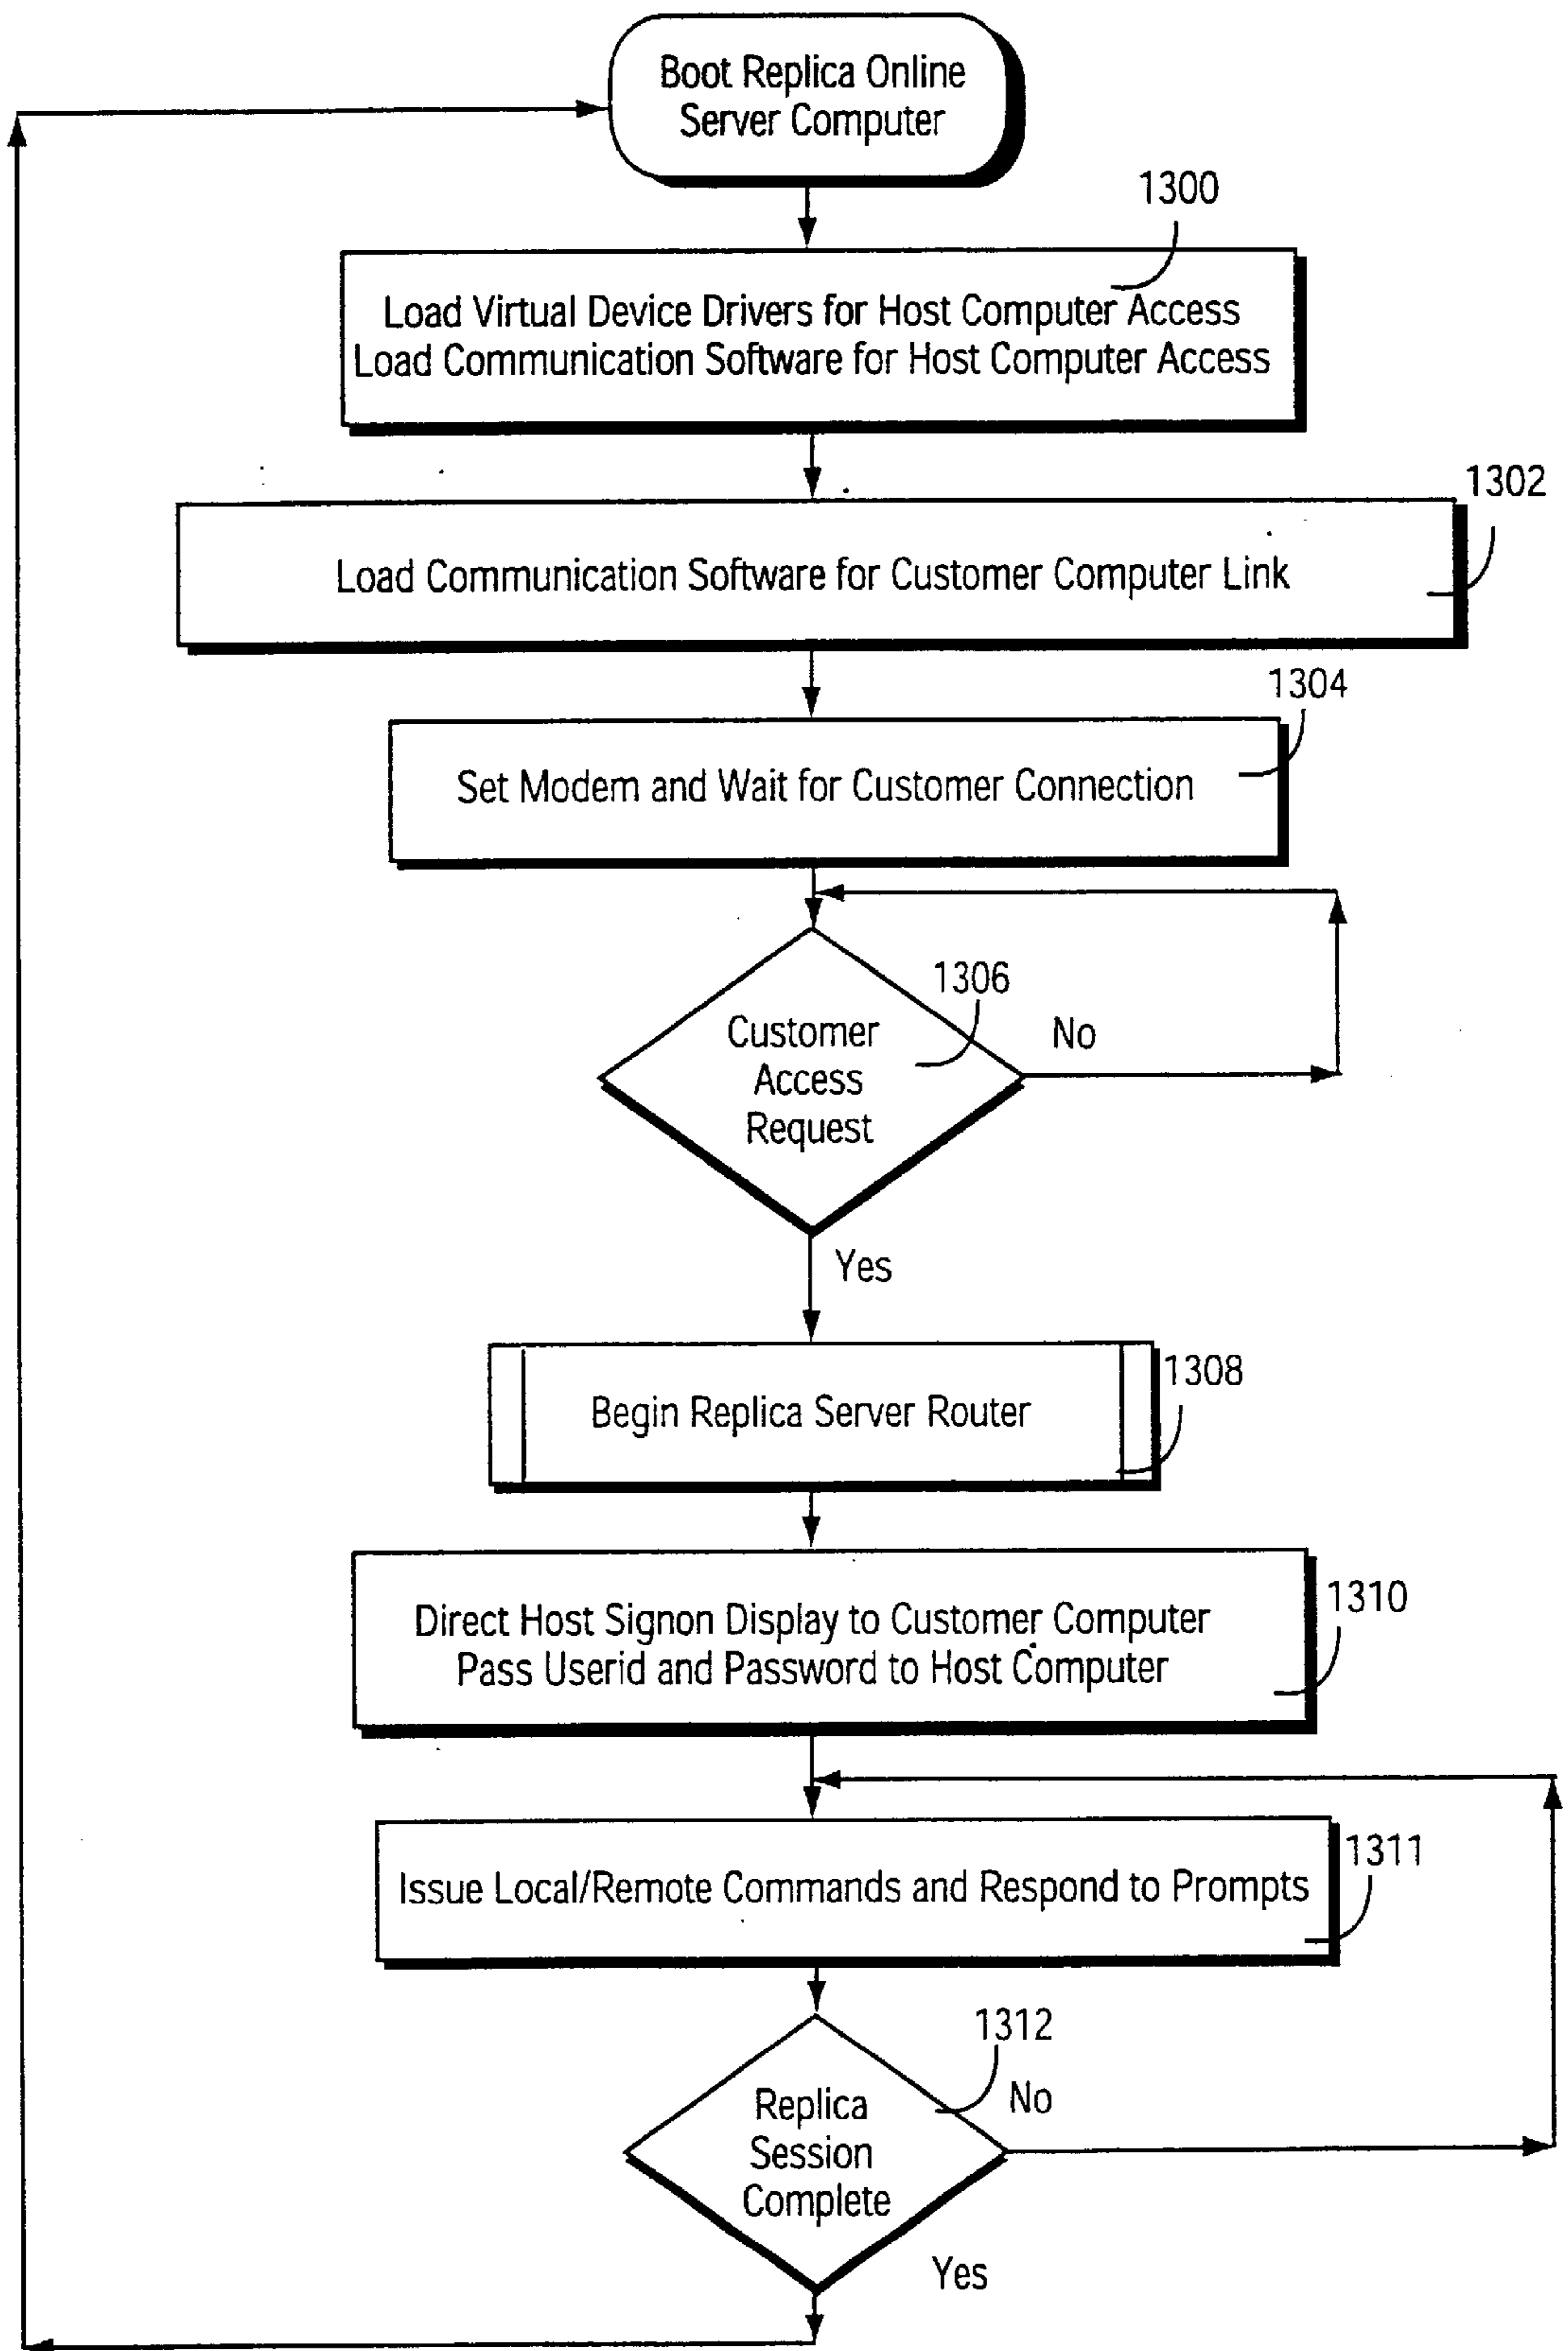 Boot Replica Online
Server Computer
1300
Load Virtual Device Drivers for Host Computer Access
Load Communication Software for Host Computer Access
1302
Load Communication Software for Customer Computer Link
1304
Set Modem and Wait for Customer Connection
1306
Customer
Access
Request
No
Yes
1308
Begin Replica Server Router
1310
Direct Host Signon Display to Customer Computer
Pass Userid and Password to Host Computer
1311
Issue Local/Remote Commands and Respond to Prompts
1312
Replica
Session
Complete
No
Yes